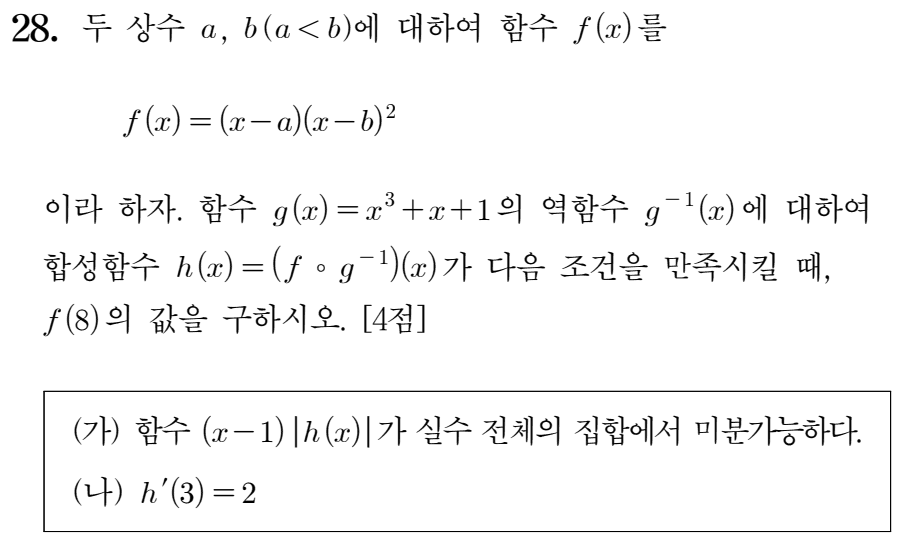 28. 두 상수 a, b(a<b)에 대하여 함수 f(x)를
f(x)=(x-a)(x-b)²
이라 하자. 함수 g(x)=x³+x+1의 역함수 g⁻¹(x)에 대하여
합성함수 h(x)=(f∘g⁻¹)(x)가 다음 조건을 만족시킬 때,
f(8)의 값을 구하시오. [4점]
(가) 함수 (x-1)|h(x)|가 실수 전체의 집합에서 미분가능하다.
(나) h′(3)=2